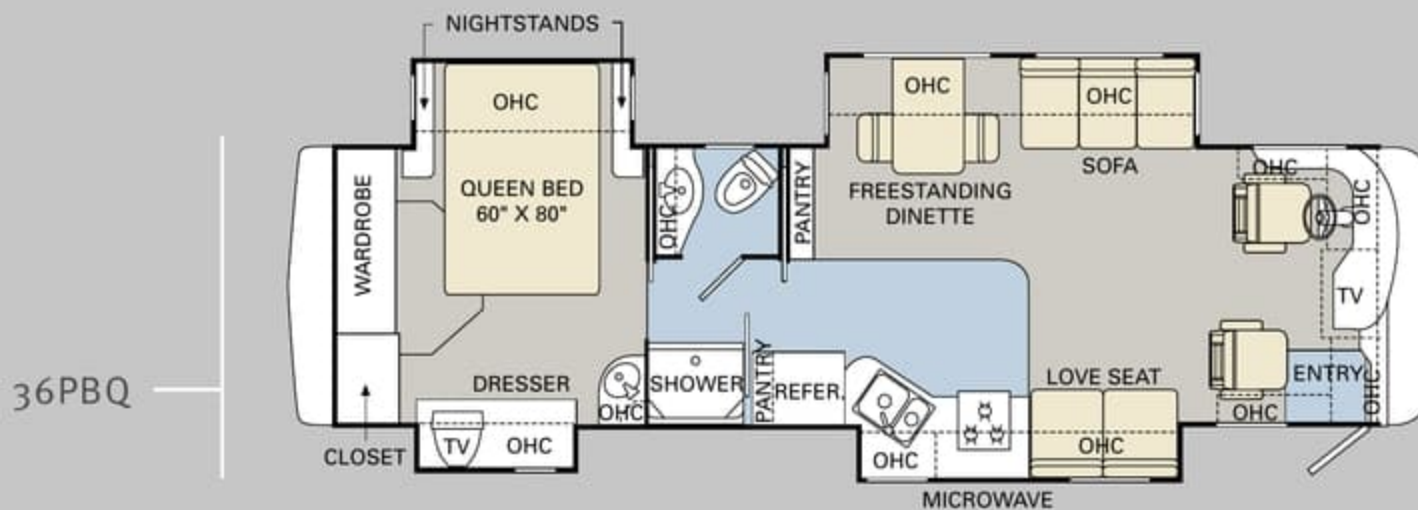 NIGHTSTANDS
OHC
QUEEN BED
60" X 80"
WARDROBE
OHC
PANTRY
OHC
OHC
SOFA
FREESTANDING
DINETTE
OHC
OHC
TV
36PBQ
CLOSET
DRESSER
TV
OHC
OHC
SHOWER
PANTRY
REFER.
OHC
MICROWAVE
LOVE SEAT
OHC
OHC
ENTRY
OHC